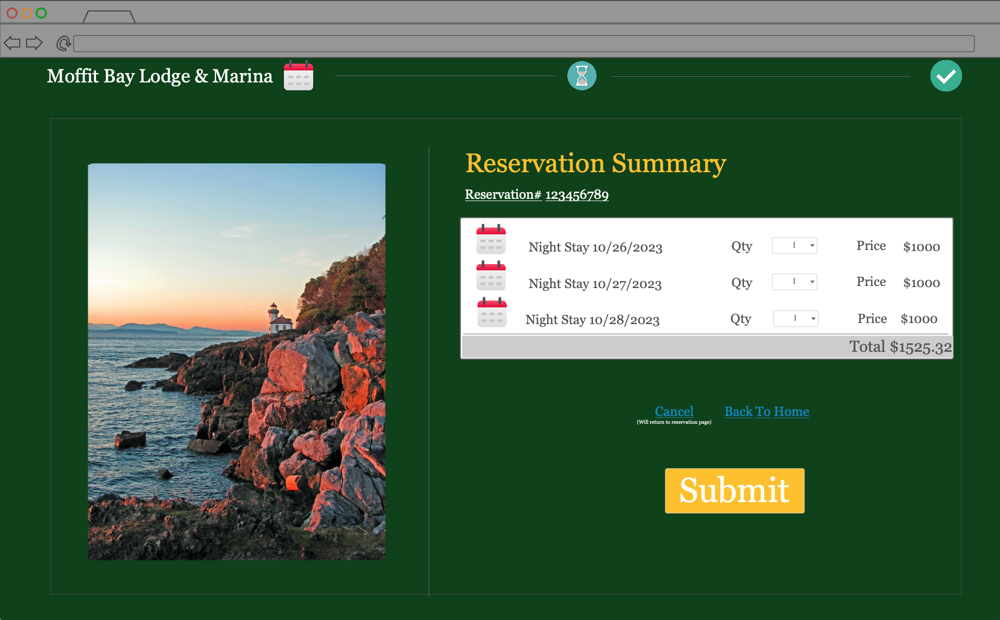 Moffit Bay Lodge & Marina
Reservation Summary
Reservation# 123456789
Night Stay 10/26/2023 Qty 1 Price $1000
Night Stay 10/27/2023 Qty 1 Price $1000
Night Stay 10/28/2023 Qty 1 Price $1000
Total $1525.32
Cancel Back To Home
(Will return to reservation page)
Submit